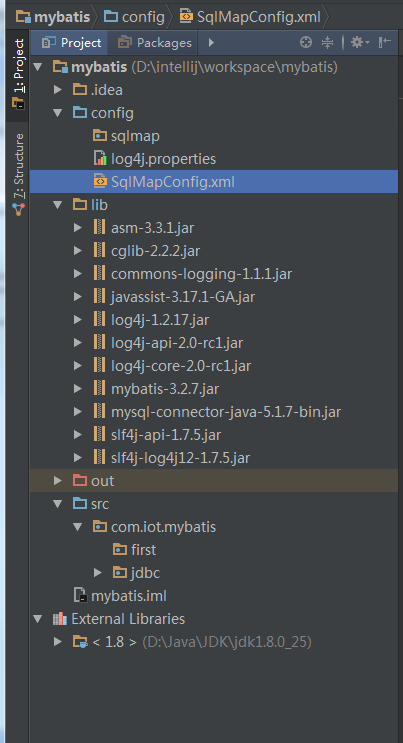 mybatis config SqlMapConfig.xml
1: Project
7: Structure
Project Packages
mybatis (D:\intellij\workspace\mybatis)
.idea
config
sqlmap
log4j.properties
SqlMapConfig.xml
lib
asm-3.3.1.jar
cglib-2.2.2.jar
commons-logging-1.1.1.jar
javassist-3.17.1-GA.jar
log4j-1.2.17.jar
log4j-api-2.0-rc1.jar
log4j-core-2.0-rc1.jar
mybatis-3.2.7.jar
mysql-connector-java-5.1.7-bin.jar
slf4j-api-1.7.5.jar
slf4j-log4j12-1.7.5.jar
out
src
com.iot.mybatis
first
jdbc
mybatis.iml
External Libraries
< 1.8 > (D:\Java\JDK\jdk1.8.0_25)